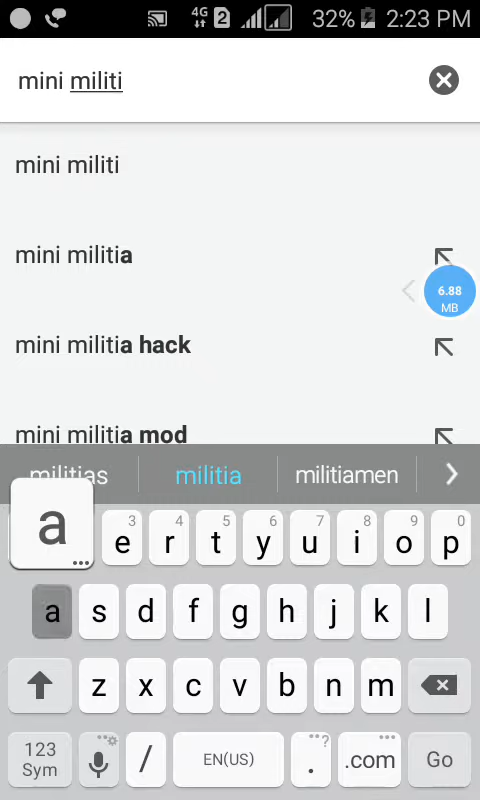 4G 2 32% 2:23 PM
mini militi
mini militi
mini militia
6.88
MB
mini militia hack
mini militia mod
militias militia militiamen
a
3 4 5 6 7 8 9 0
e r t y u i o p
a s d f g h j k l
z x c v b n m
123
Sym / EN(US) . ? .com Go